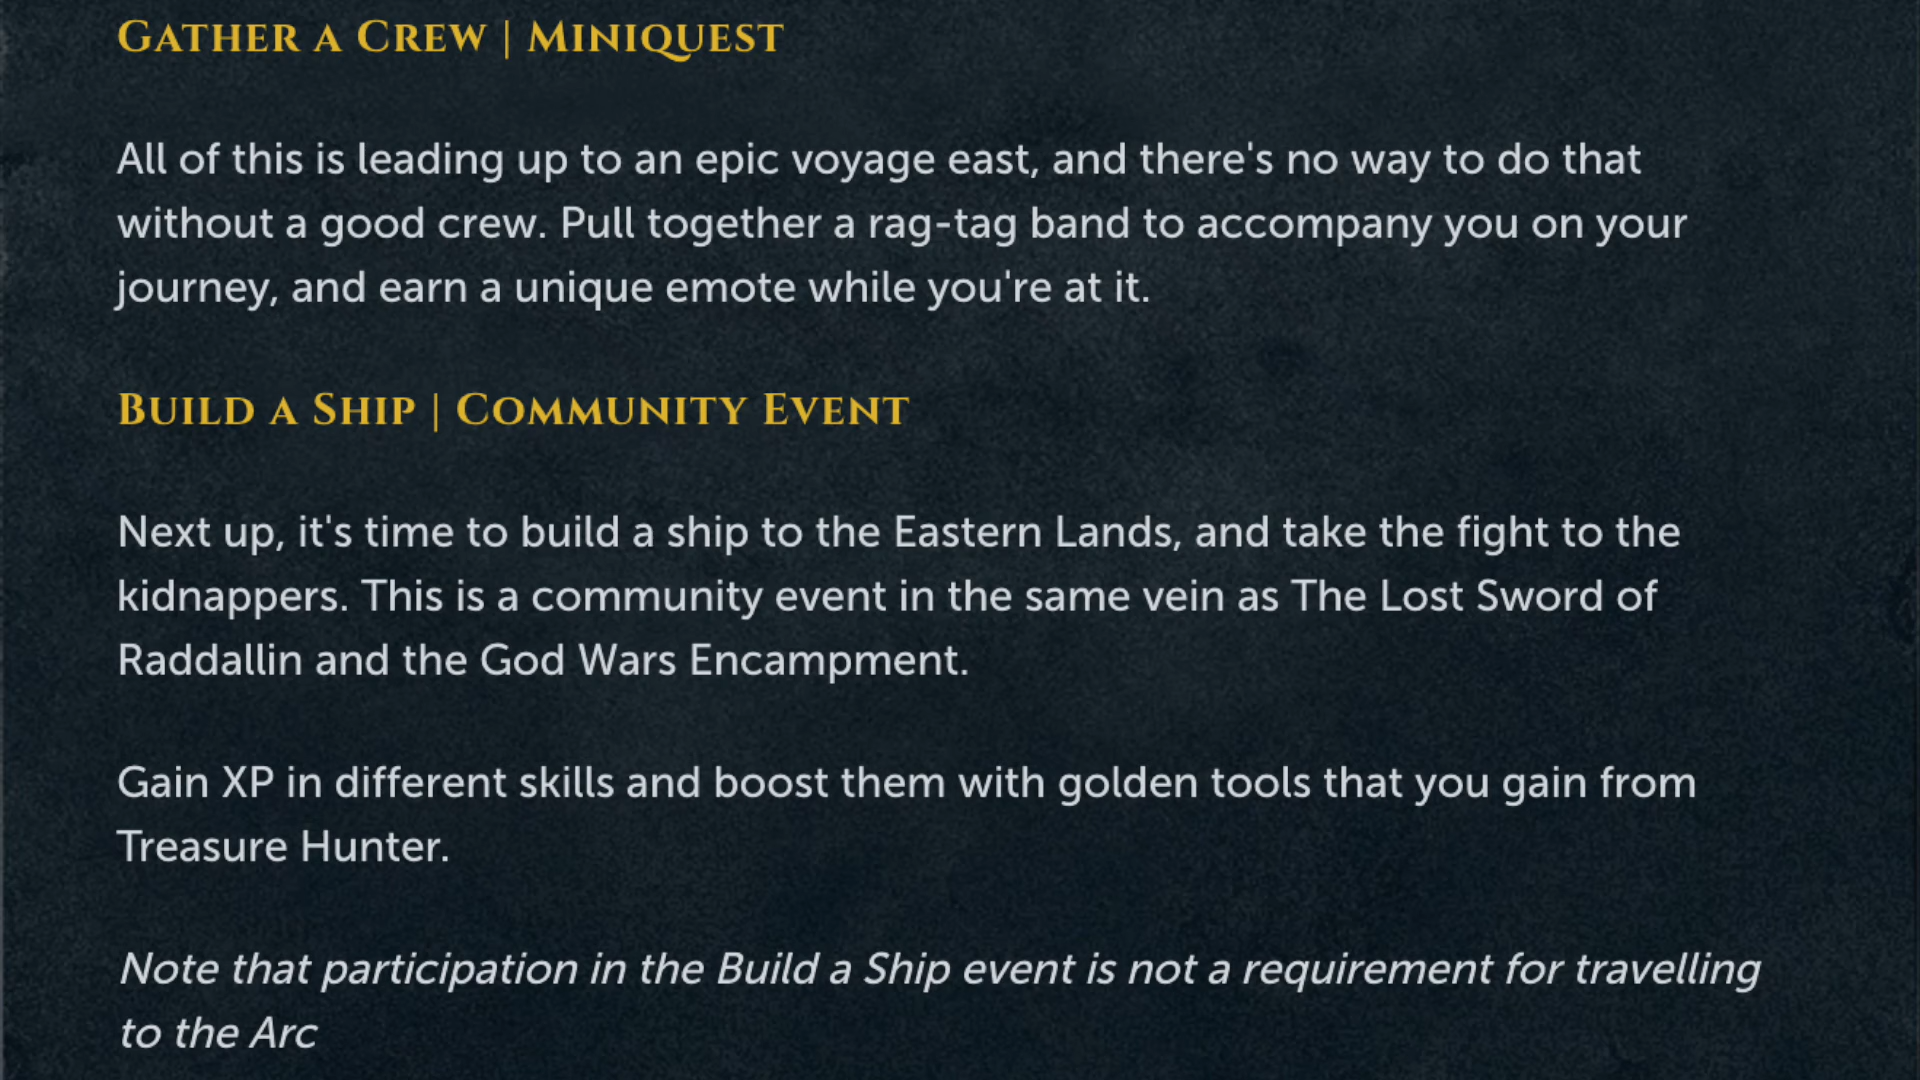 Gather a Crew | Miniquest
All of this is leading up to an epic voyage east, and there's no way to do that
without a good crew. Pull together a rag-tag band to accompany you on your
journey, and earn a unique emote while you're at it.
Build a Ship | Community Event
Next up, it's time to build a ship to the Eastern Lands, and take the fight to the
kidnappers. This is a community event in the same vein as The Lost Sword of
Raddallin and the God Wars Encampment.
Gain XP in different skills and boost them with golden tools that you gain from
Treasure Hunter.
Note that participation in the Build a Ship event is not a requirement for travelling
to the Arc